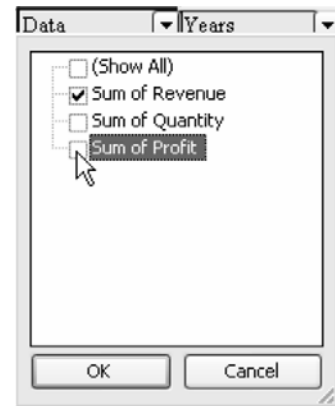 Data Years
(Show All)
Sum of Revenue
Sum of Quantity
Sum of Profit
OK Cancel